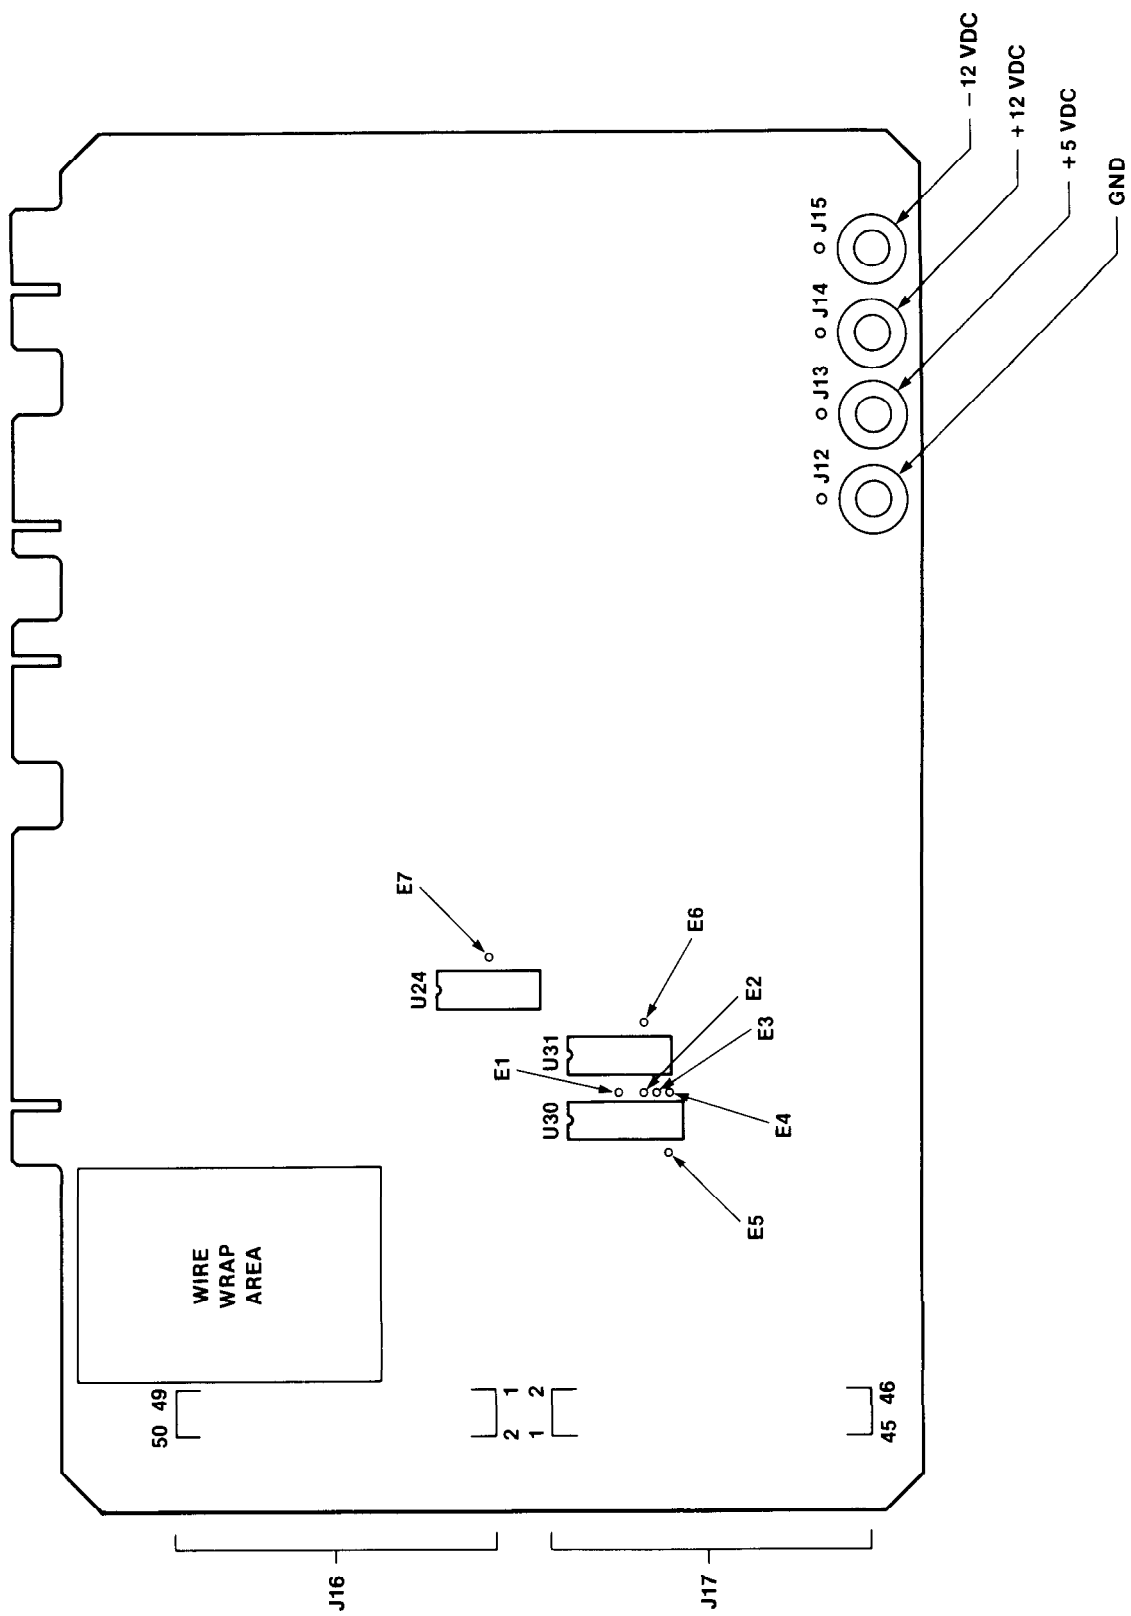 J16
J17
50 49
2 1
1 2
45 46
WIRE
WRAP
AREA
E5
U30
E4
E1
U31
E3
E2
U24
E6
E7
J12
J13
J14
J15
GND
+5 VDC
+12 VDC
−12 VDC